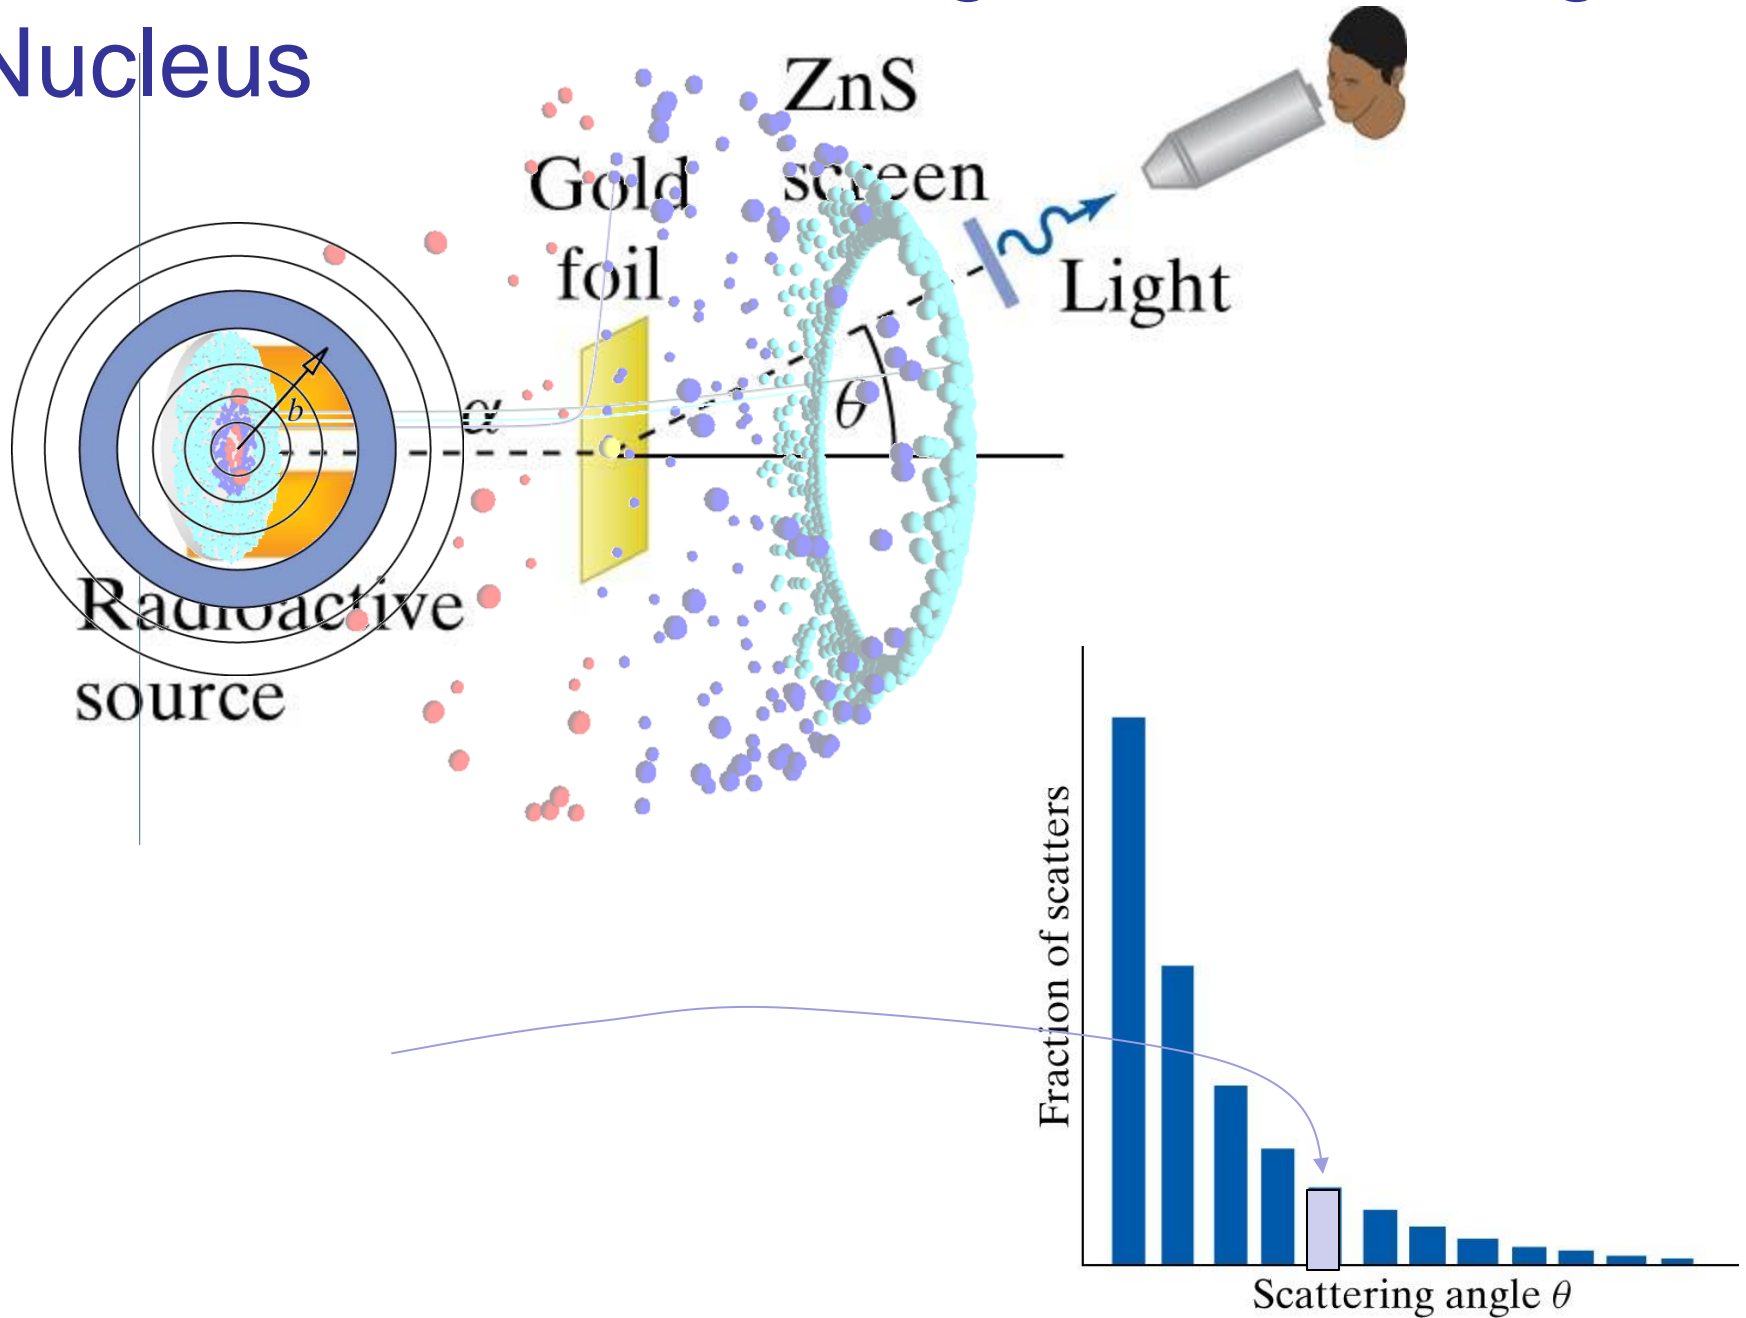 Nucleus
ZnS
screen
Gold
foil
Light
α
θ
b
Radioactive
source
Fraction of scatters
Scattering angle θ